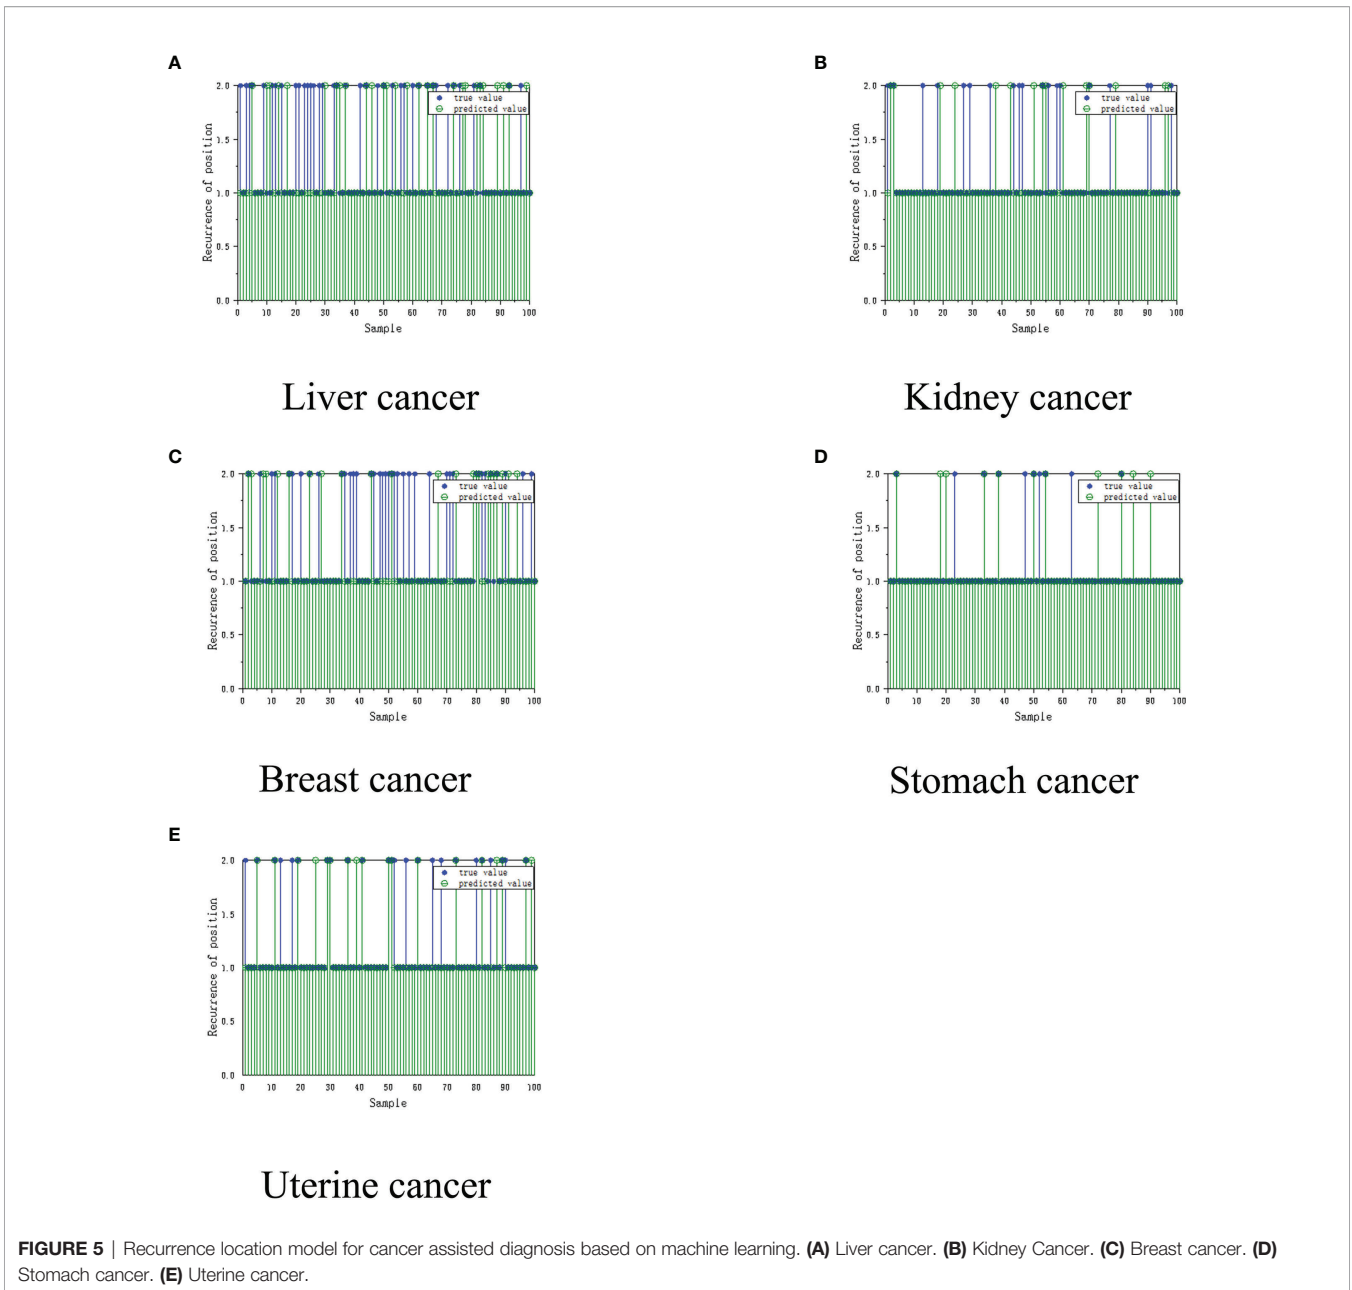 A
2.0
1.5
1.0
0.5
0.0
Recurrence of position
true value
predicted value
0 10 20 30 40 50 60 70 80 90 100
Sample
Liver cancer
B
2.0
1.5
1.0
0.5
0.0
Recurrence of position
true value
predicted value
0 10 20 30 40 50 60 70 80 90 100
Sample
Kidney cancer
C
2.0
1.5
1.0
0.5
0.0
Recurrence of position
true value
predicted value
0 10 20 30 40 50 60 70 80 90 100
Sample
Breast cancer
D
2.0
1.5
1.0
0.5
0.0
Recurrence of position
true value
predicted value
0 10 20 30 40 50 60 70 80 90 100
Sample
Stomach cancer
E
2.0
1.5
1.0
0.5
0.0
Recurrence of position
true value
predicted value
0 10 20 30 40 50 60 70 80 90 100
Sample
Uterine cancer
FIGURE 5 | Recurrence location model for cancer assisted diagnosis based on machine learning. (A) Liver cancer. (B) Kidney Cancer. (C) Breast cancer. (D)
Stomach cancer. (E) Uterine cancer.